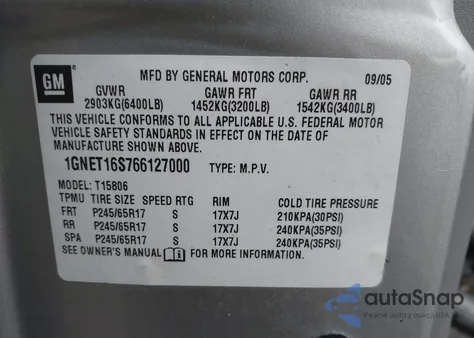 GM
MFD BY GENERAL MOTORS CORP. 09/05
GVWR GAWR FRT GAWR RR
2903KG(6400LB) 1452KG(3200LB) 1542KG(3400LB)
THIS VEHICLE CONFORMS TO ALL APPLICABLE U.S. FEDERAL MOTOR
VEHICLE SAFETY STANDARDS IN EFFECT ON THE DATE OF
MANUFACTURE SHOWN ABOVE.
1GNET16S766127000 TYPE: M.P.V.
MODEL: T15806
TPMU TIRE SIZE SPEED RTG RIM COLD TIRE PRESSURE
FRT P245/65R17 S 17X7J 210KPA(30PSI)
RR P245/65R17 S 17X7J 240KPA(35PSI)
SPA P245/65R17 S 17X7J 240KPA(35PSI)
SEE OWNER'S MANUAL FOR MORE INFORMATION.
autoSnap